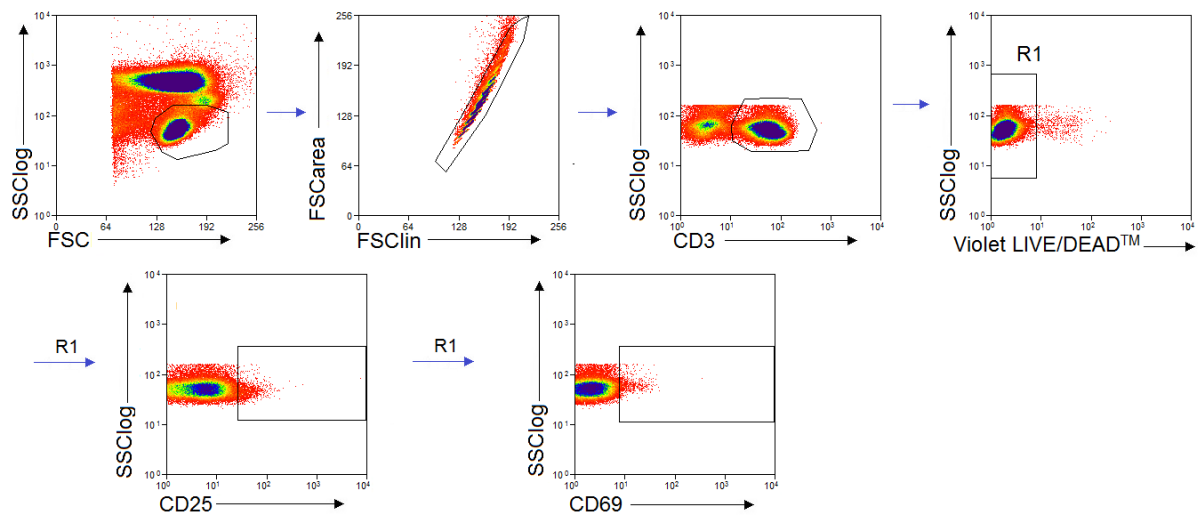 SSClog
10⁴
10³
10²
10¹
10⁰
0 64 128 192 256
FSC
FSCarea
256
192
128
64
0
0 64 128 192 256
FSClin
SSClog
10⁴
10³
10²
10¹
10⁰
10⁰ 10¹ 10² 10³ 10⁴
CD3
SSClog
10⁴
10³
10²
10¹
10⁰
R1
10⁰ 10¹ 10² 10³ 10⁴
Violet LIVE/DEAD™
R1
SSClog
10⁴
10³
10²
10¹
10⁰
10⁰ 10¹ 10² 10³ 10⁴
CD25
R1
SSClog
10⁴
10³
10²
10¹
10⁰
10⁰ 10¹ 10² 10³ 10⁴
CD69